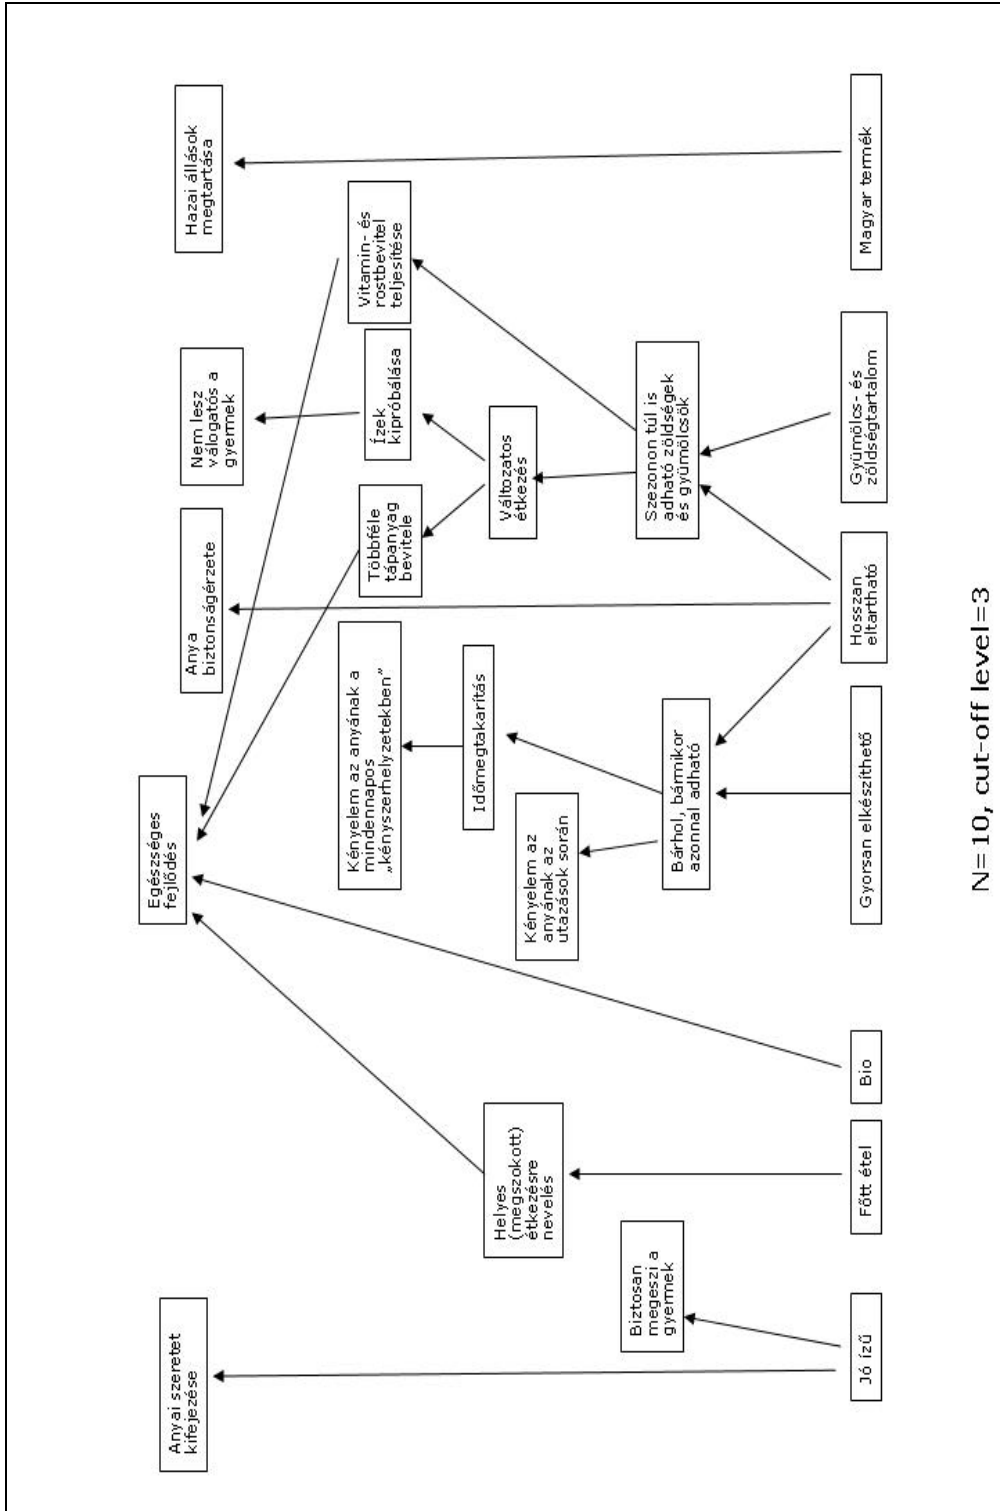 Anyai szeretet
kifejezése
Egészséges
fejlődés
Anya
biztonságérzete
Nem lesz
válogatós a
gyermek
Hazai állások
megtartása
Kényelem az anyának a
mindennapos
„kényszerhelyzetekben”
Többféle
tápanyag
bevitele
Ízek
kipróbálása
Vitamin- és
rostbevitel
teljesítése
Helyes
(megszokott)
étkezésre
nevelés
Időmegtakarítás
Változatos
étkezés
Kényelem az
anyának az
utazások során
Biztosan
megeszi a
gyermek
Bárhol, bármikor
azonnal adható
Szezonon túl is
adható zöldségek
és gyümölcsök
Jó ízű
Főtt étel
Bio
Gyorsan elkészíthető
Hosszan
eltartható
Gyümölcs- és
zöldségtartalom
Magyar termék
N=10, cut-off level=3